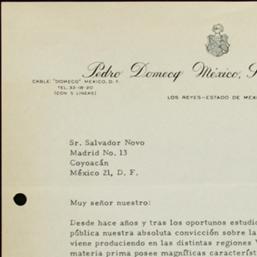 Pedro Domecq México, S
CABLE: "DOMECQ" MEXICO, D. F.
TEL. 33-18-20
(CON 5 LINEAS)
LOS REYES-ESTADO DE MEX
Sr. Salvador Novo
Madrid No. 13
Coyoacán
México 21, D. F.
Muy señor nuestro:
Desde hace años y tras los oportunos estudi
pública nuestra absoluta convicción sobre la
viene produciendo en las distintas regiones V
materia prima posee magníficas caracterís